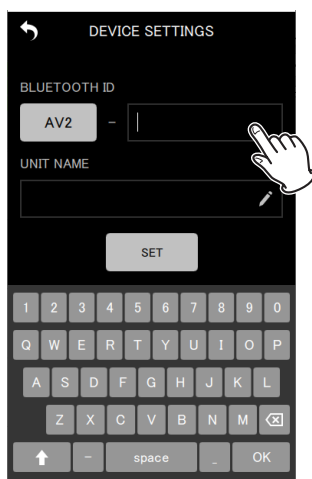 DEVICE SETTINGS
BLUETOOTH ID
AV2 –
UNIT NAME
SET
1 2 3 4 5 6 7 8 9 0
Q W E R T Y U I O P
A S D F G H J K L
Z X C V B N M
– space _ OK